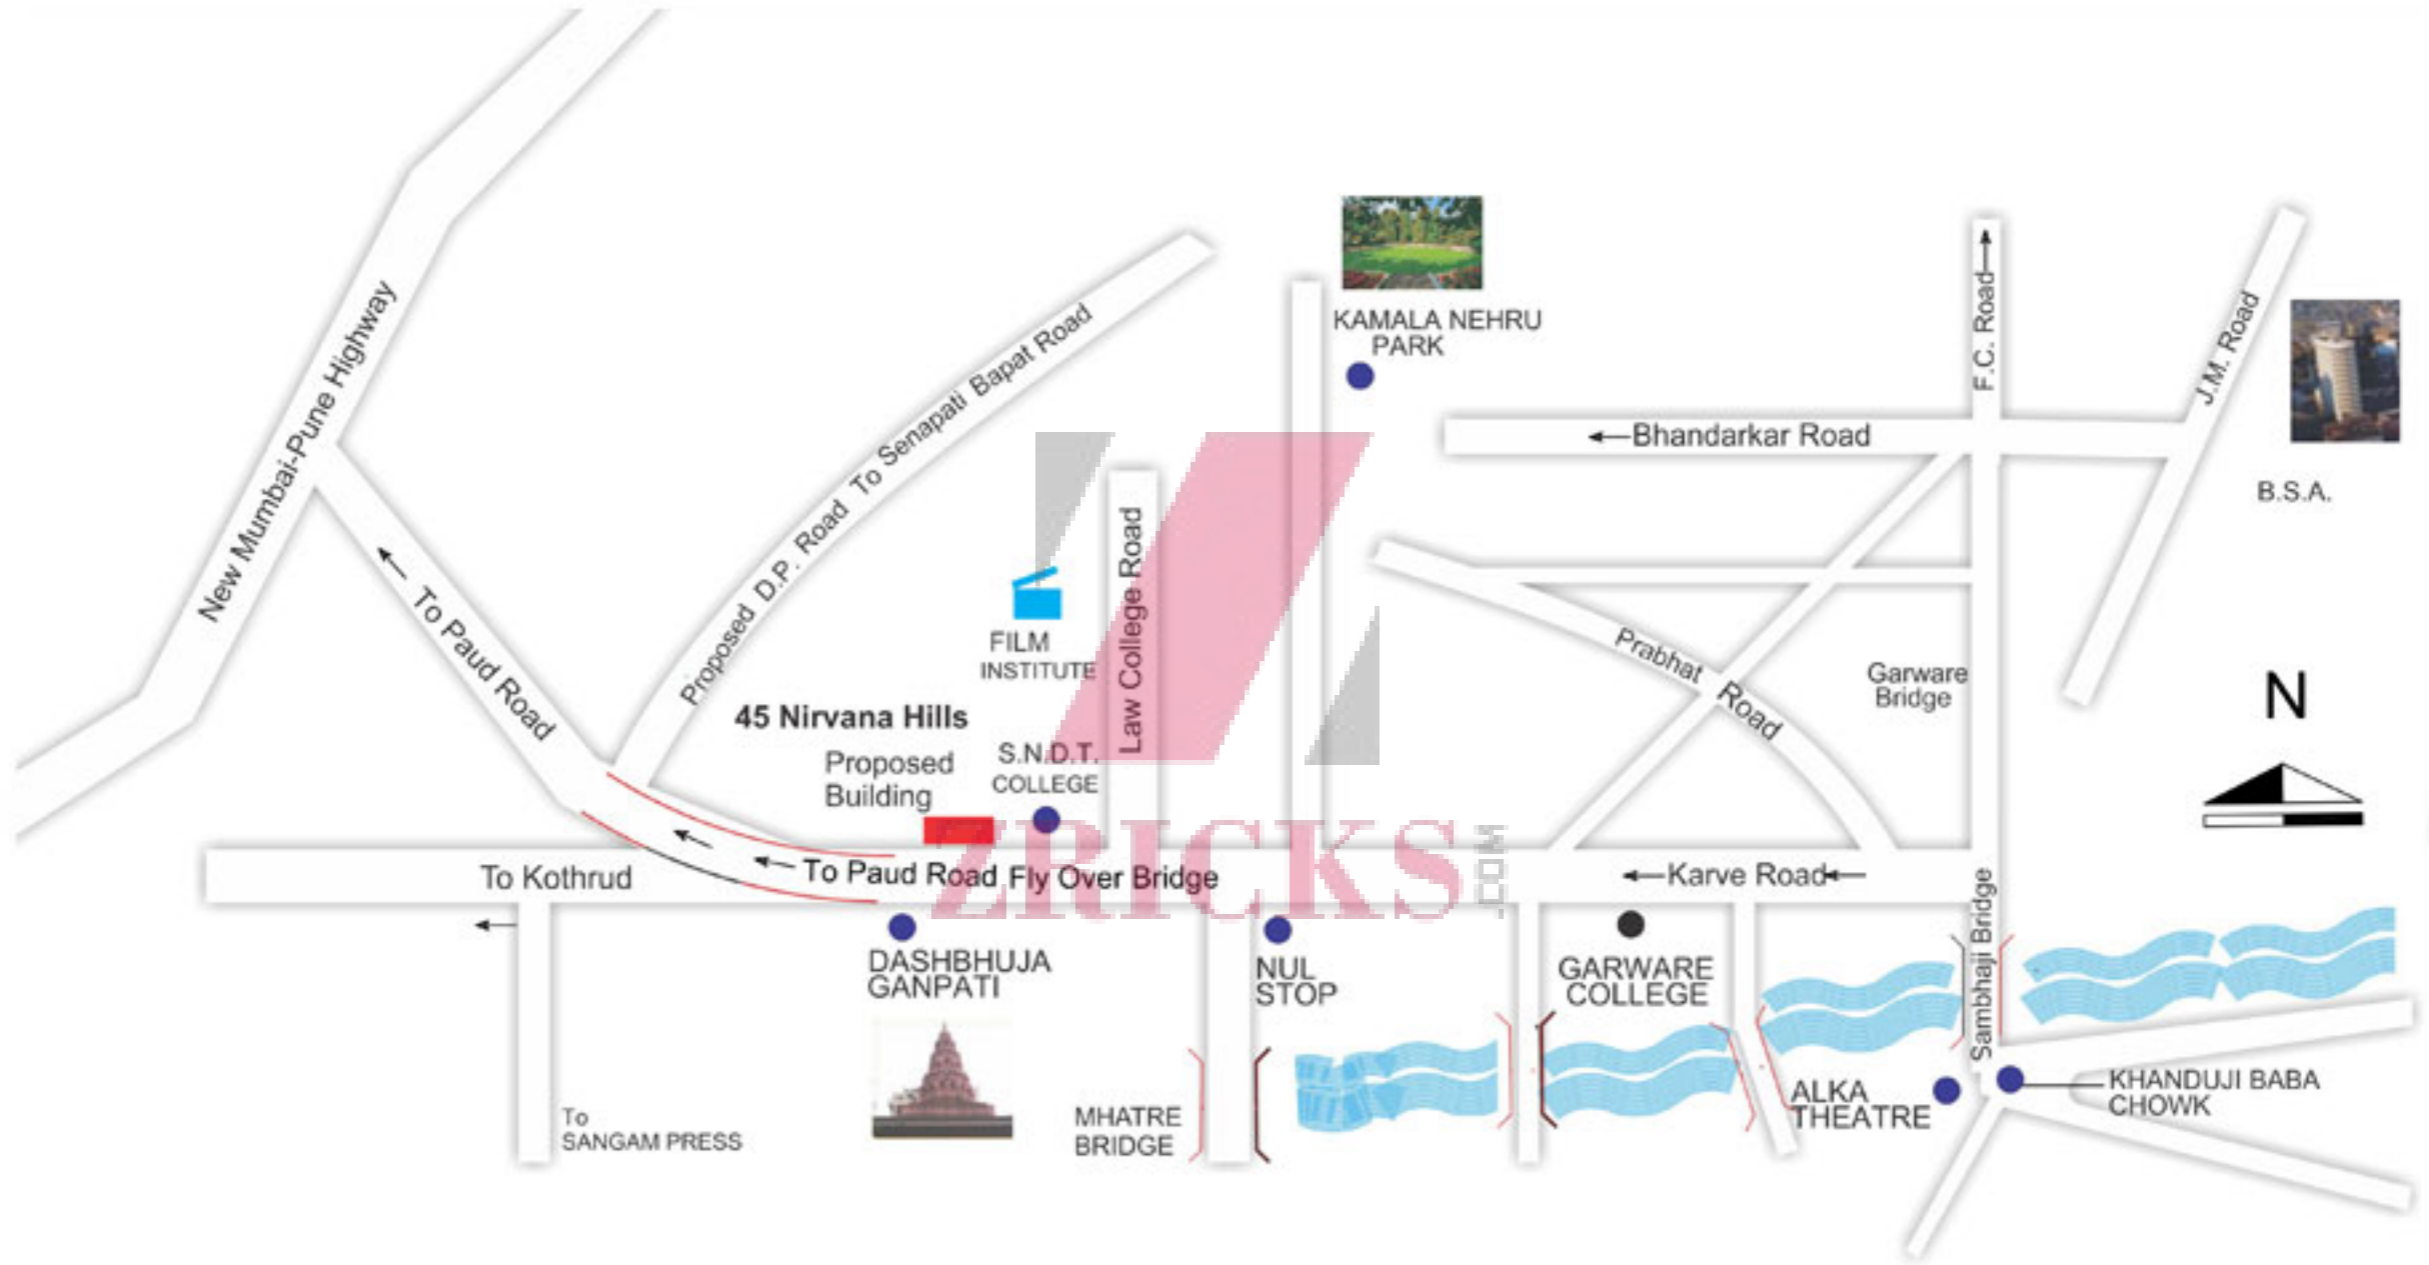 KAMALA NEHRU
PARK
F.C. Road
J.M. Road
New Mumbai-Pune Highway
Proposed D.P. Road To Senapati Bapat Road
Bhandarkar Road
B.S.A.
To Paud Road
FILM
INSTITUTE
Law College Road
Prabhat Road
Garware
Bridge
N
45 Nirvana Hills
Proposed
Building
S.N.D.T.
COLLEGE
ZRICKS
.COM
To Kothrud
To Paud Road Fly Over Bridge
Karve Road
Sambhaji Bridge
DASHBHUJA
GANPATI
NUL
STOP
GARWARE
COLLEGE
To
SANGAM PRESS
MHATRE
BRIDGE
ALKA
THEATRE
KHANDUJI BABA
CHOWK